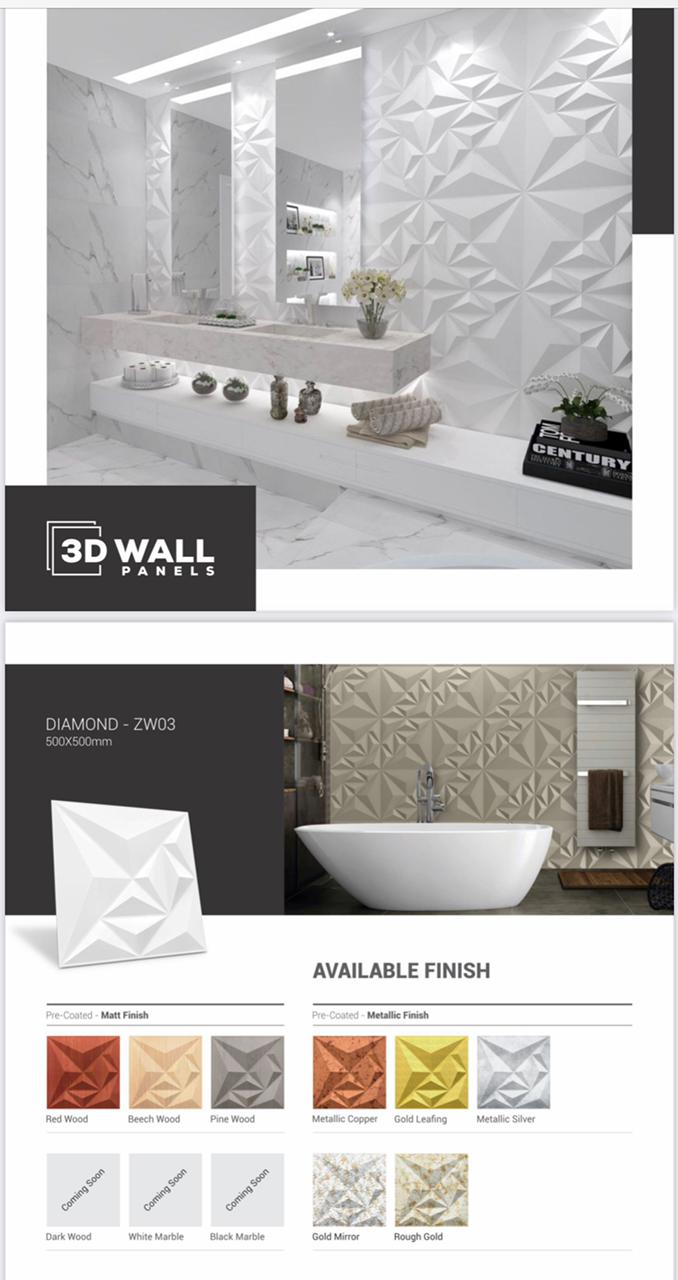 CENTURY
3D WALL
PANELS
DIAMOND - ZW03
500X500mm
AVAILABLE FINISH
Pre-Coated - Matt Finish
Pre-Coated - Metallic Finish
Red Wood
Beech Wood
Pine Wood
Metallic Copper
Gold Leafing
Metallic Silver
Coming Soon
Coming Soon
Coming Soon
Dark Wood
White Marble
Black Marble
Gold Mirror
Rough Gold